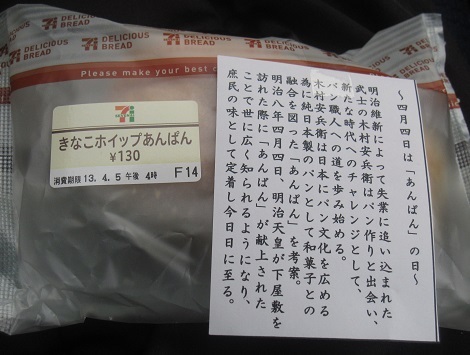 DELICIOUS
BREAD
DELICIOUS
BREAD
DELICIOUS
BREAD
Please make your best
きなこホイップあんぱん
¥130
消費期限 13. 4. 5 午後 4時 F14
～四月四日は「あんぱん」の日～
明治維新によって失業に追い込まれた
武士の木村安兵衛はパン作りと出会い、
新たな時代へのチャレンジとして、
パン職人への道を歩み始める。
木村安兵衛は日本にパン文化を広める
為に純日本製のパンとして和菓子との
融合を図った「あんぱん」を考案。
明治八年四月四日、明治天皇が下屋敷を
訪れた際に「あんぱん」が献上された
ことで世に広く知られるようになり、
庶民の味として定着し今日に至る。